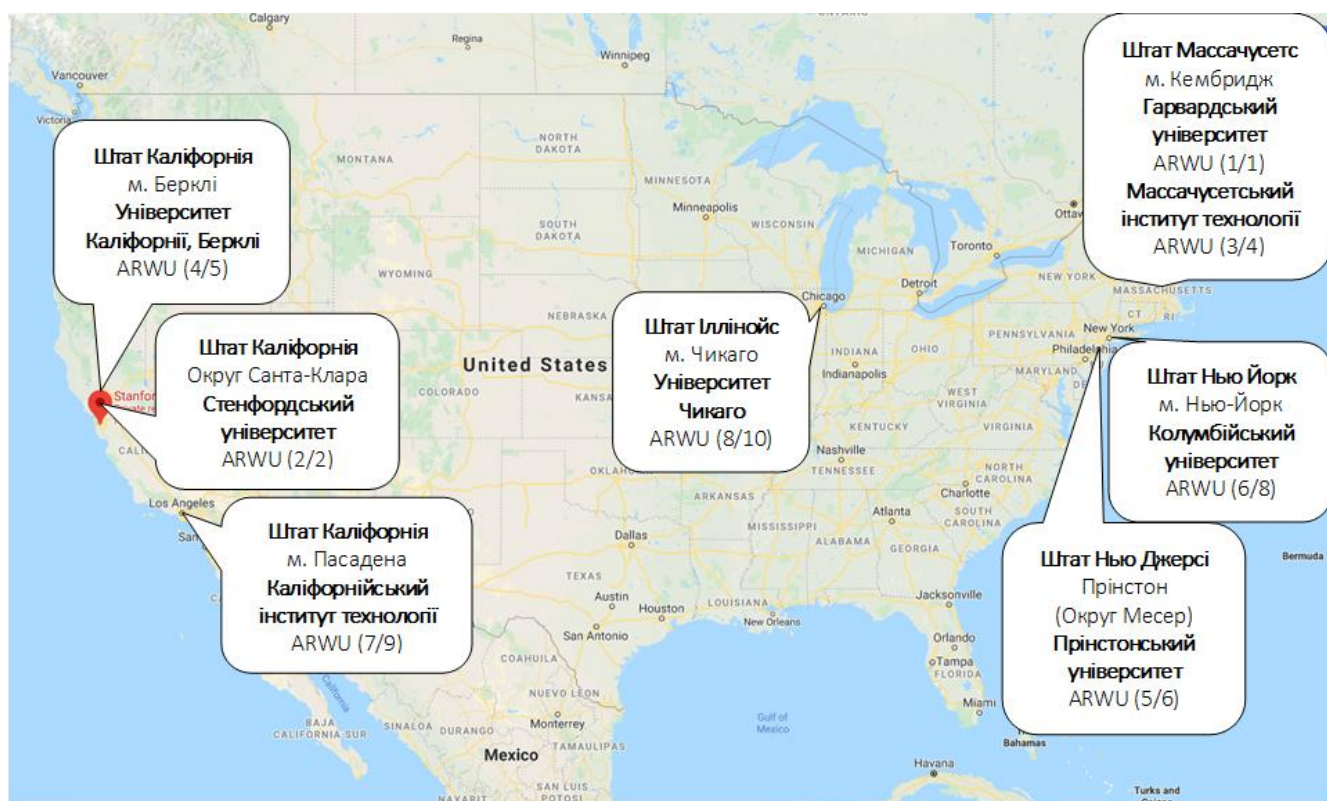 Calgary
ONTARIO
Regina
Winnipeg
Vancouver
Victoria
NORTH
DAKOTA
MONTANA
MINNESOTA
Minneapolis
SOUTH
DAKOTA
WISCONSIN
MICHIGAN
Toronto
WYOMING
Chicago
Detroit
NEW YORK
MASSACHUSETTS
CT
RI
NEBRASKA
PENNSYLVANIA
New York
Philadelphia
INDIANA
OHIO
Indianapolis
MARYLAND
United States
COLORADO
WEST
VIRGINIA
KENTUCKY
VIRGINIA
Nashville
TENNESSEE
NORTH
CAROLINA
Charlotte
Los Angeles
ARKANSAS
Atlanta
SOUTH
CAROLINA
MISSISSIPPI
ALABAMA
GEORGIA
Dallas
Bermuda
TEXAS
Austin
Houston
LOUISIANA
Jacksonville
San Antonio
New Orleans
Orlando
Tampa
FLORIDA
COAHUILA
NUEVO LEON
Miami
Monterrey
Gulf of
Mexico
The
Bahamas
BAJA
CALIFORNIA SUR
SINALOA
DURANGO
TAMAULIPAS
Mexico
Havana
SAN LUIS
POTOSI
NAYARIT
Turks and
Штат Каліфорнія
м. Берклі
Університет
Каліфорнії, Берклі
ARWU (4/5)
Штат Каліфорнія
Округ Санта-Клара
Стенфордський
університет
ARWU (2/2)
Штат Каліфорнія
м. Пасадена
Каліфорнійський
інститут технології
ARWU (7/9)
Штат Іллінойс
м. Чикаго
Університет
Чикаго
ARWU (8/10)
Штат Массачусетс
м. Кембридж
Гарвардський
університет
ARWU (1/1)
Массачусетський
інститут технології
ARWU (3/4)
Штат Нью Йорк
м. Нью-Йорк
Колумбійський
університет
ARWU (6/8)
Штат Нью Джерсі
Прінстон
(Округ Месер)
Прінстонський
університет
ARWU (5/6)